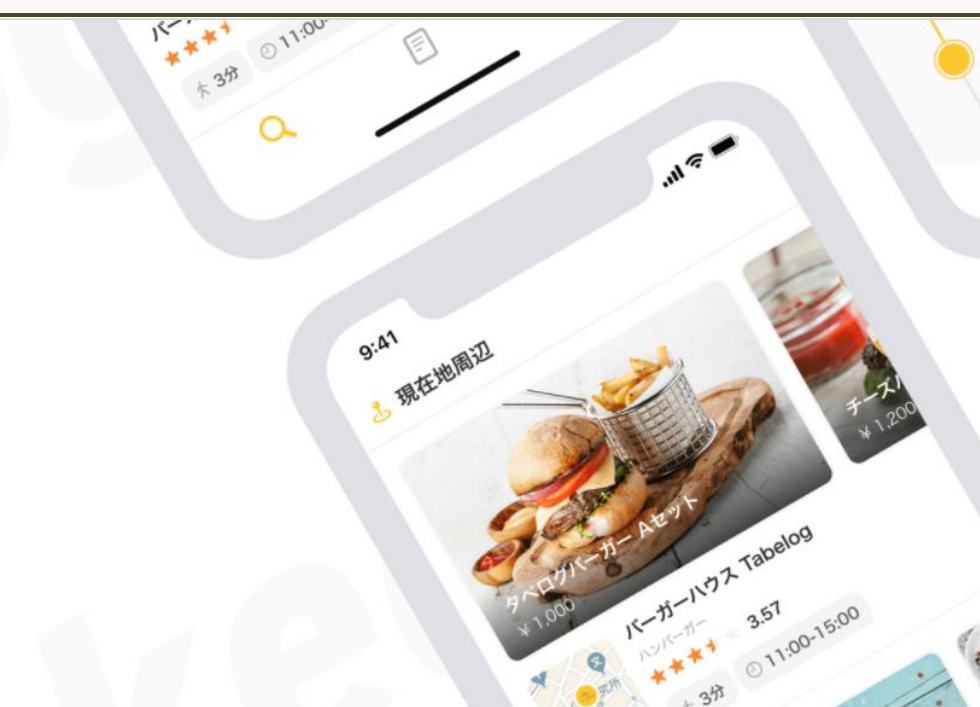 3分
11:00-
9:41
現在地周辺
タベログバーガー Aセット
¥ 1,000
チーズバ
¥ 1,200
バーガーハウス Tabelog
ハンバーガー
3.57
3分
11:00-15:00